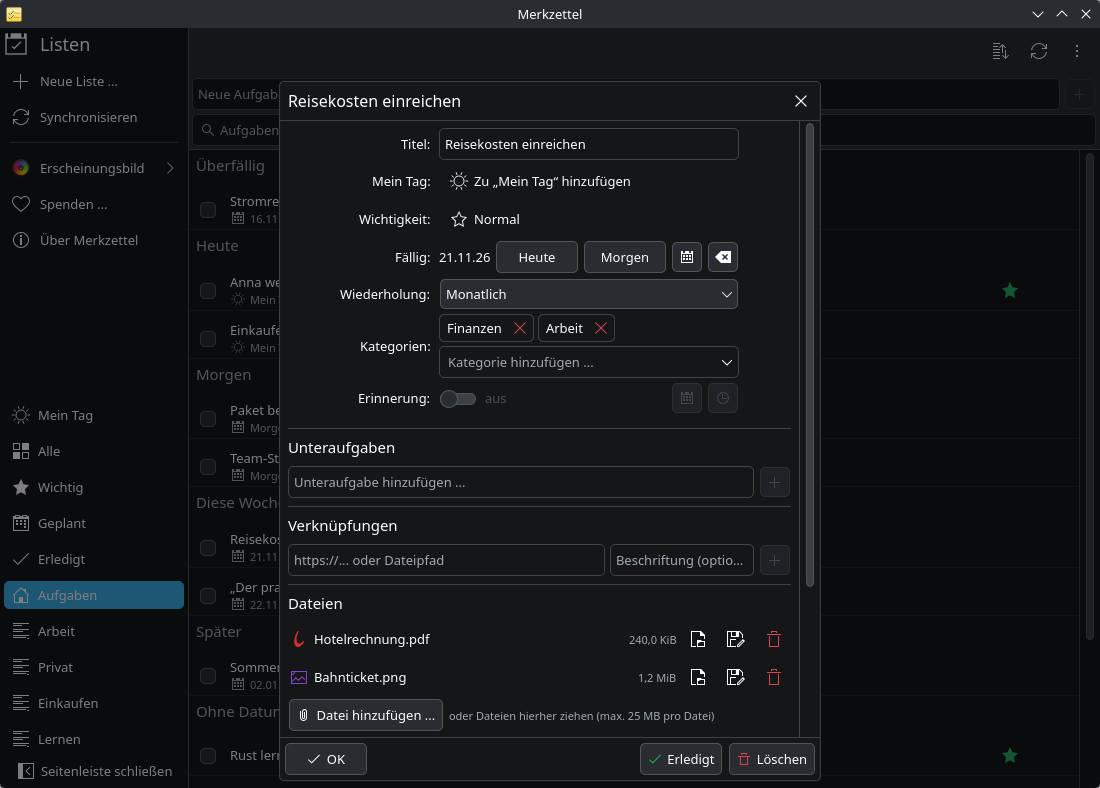 Merkzettel
Listen
Neue Liste ...
Synchronisieren
Erscheinungsbild
Spenden ...
Über Merkzettel
Mein Tag
Alle
Wichtig
Geplant
Erledigt
Aufgaben
Arbeit
Privat
Einkaufen
Lernen
Seitenleiste schließen
Neue Aufgab
Aufgaben
Überfällig
Stromre
16.11
Heute
Anna we
Mein
Einkaufe
Mein
Morgen
Paket be
Morg
Team-St
Morg
Diese Woch
Reisekos
21.11
„Der pra
22.11
Später
Sommer
02.01
Ohne Datun
Rust lern
Reisekosten einreichen
Titel: Reisekosten einreichen
Mein Tag: Zu „Mein Tag“ hinzufügen
Wichtigkeit: Normal
Fällig: 21.11.26 Heute Morgen
Wiederholung: Monatlich
Finanzen Arbeit
Kategorien:
Kategorie hinzufügen ...
Erinnerung: aus
Unteraufgaben
Unteraufgabe hinzufügen ...
Verknüpfungen
https://... oder Dateipfad Beschriftung (optio...
Dateien
Hotelrechnung.pdf 240,0 KiB
Bahnticket.png 1,2 MiB
Datei hinzufügen ... oder Dateien hierher ziehen (max. 25 MB pro Datei)
OK Erledigt Löschen